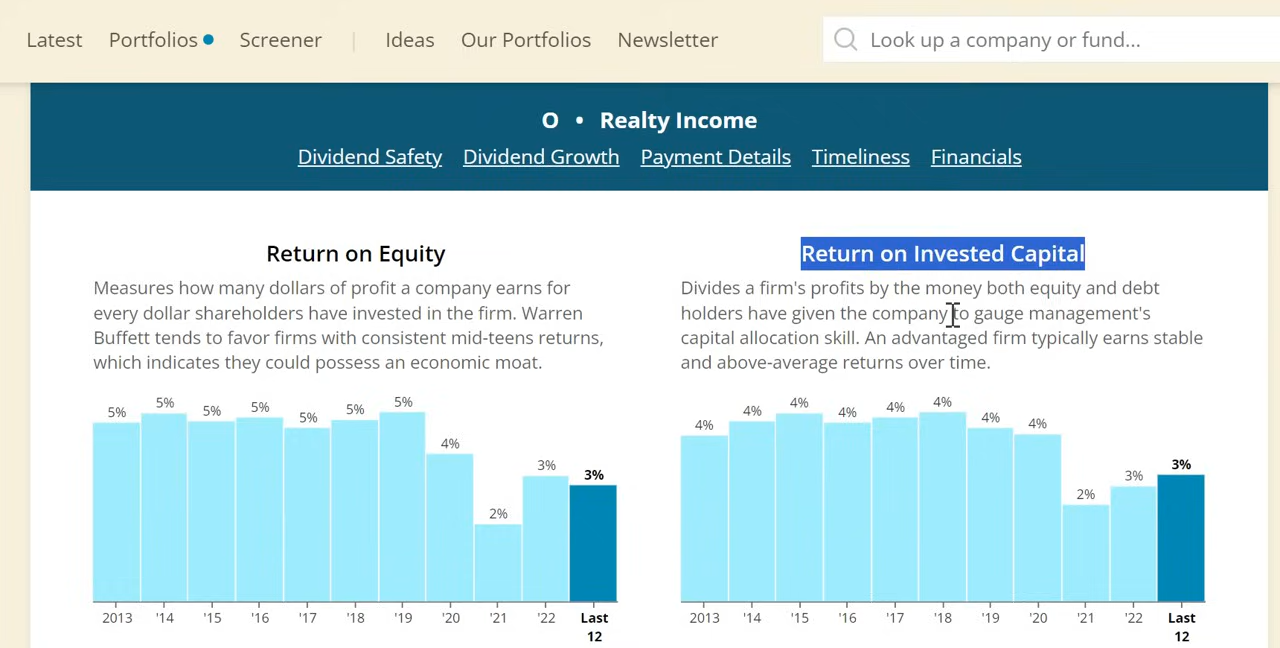 Latest Portfolios Screener | Ideas Our Portfolios Newsletter Look up a company or fund...
O • Realty Income
Dividend Safety Dividend Growth Payment Details Timeliness Financials
Return on Equity
Measures how many dollars of profit a company earns for
every dollar shareholders have invested in the firm. Warren
Buffett tends to favor firms with consistent mid-teens returns,
which indicates they could possess an economic moat.
5% 5% 5% 5% 5% 5% 5% 4% 2% 3% 3%
2013 '14 '15 '16 '17 '18 '19 '20 '21 '22 Last
12
Return on Invested Capital
Divides a firm's profits by the money both equity and debt
holders have given the company to gauge management's
capital allocation skill. An advantaged firm typically earns stable
and above-average returns over time.
4% 4% 4% 4% 4% 4% 4% 4% 2% 3% 3%
2013 '14 '15 '16 '17 '18 '19 '20 '21 '22 Last
12